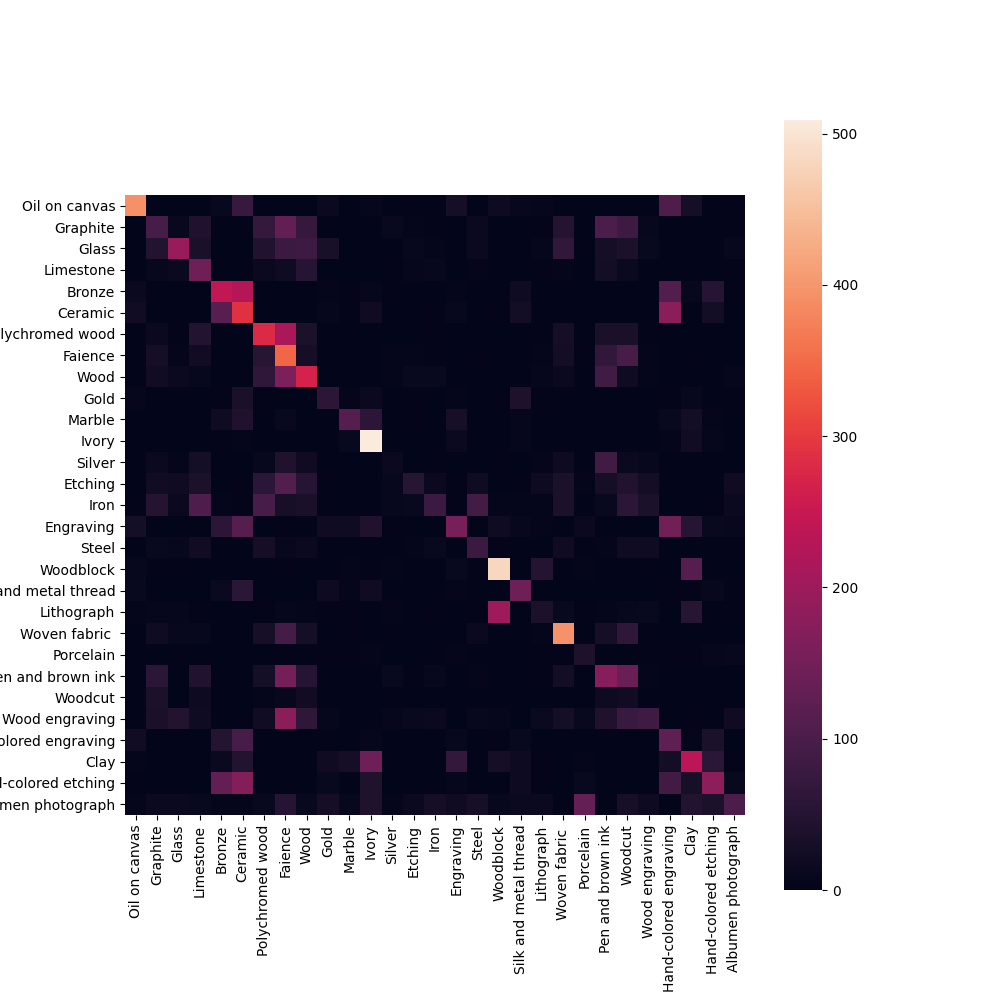 Oil on canvas
Graphite
Glass
Limestone
Bronze
Ceramic
lychromed wood
Faience
Wood
Gold
Marble
Ivory
Silver
Etching
Iron
Engraving
Steel
Woodblock
and metal thread
Lithograph
Woven fabric
Porcelain
en and brown ink
Woodcut
Wood engraving
olored engraving
Clay
d-colored etching
men photograph
Oil on canvas
Graphite
Glass
Limestone
Bronze
Ceramic
Polychromed wood
Faience
Wood
Gold
Marble
Ivory
Silver
Etching
Iron
Engraving
Steel
Woodblock
Silk and metal thread
Lithograph
Woven fabric
Porcelain
Pen and brown ink
Woodcut
Wood engraving
Hand-colored engraving
Clay
Hand-colored etching
Albumen photograph
500
400
300
200
100
0